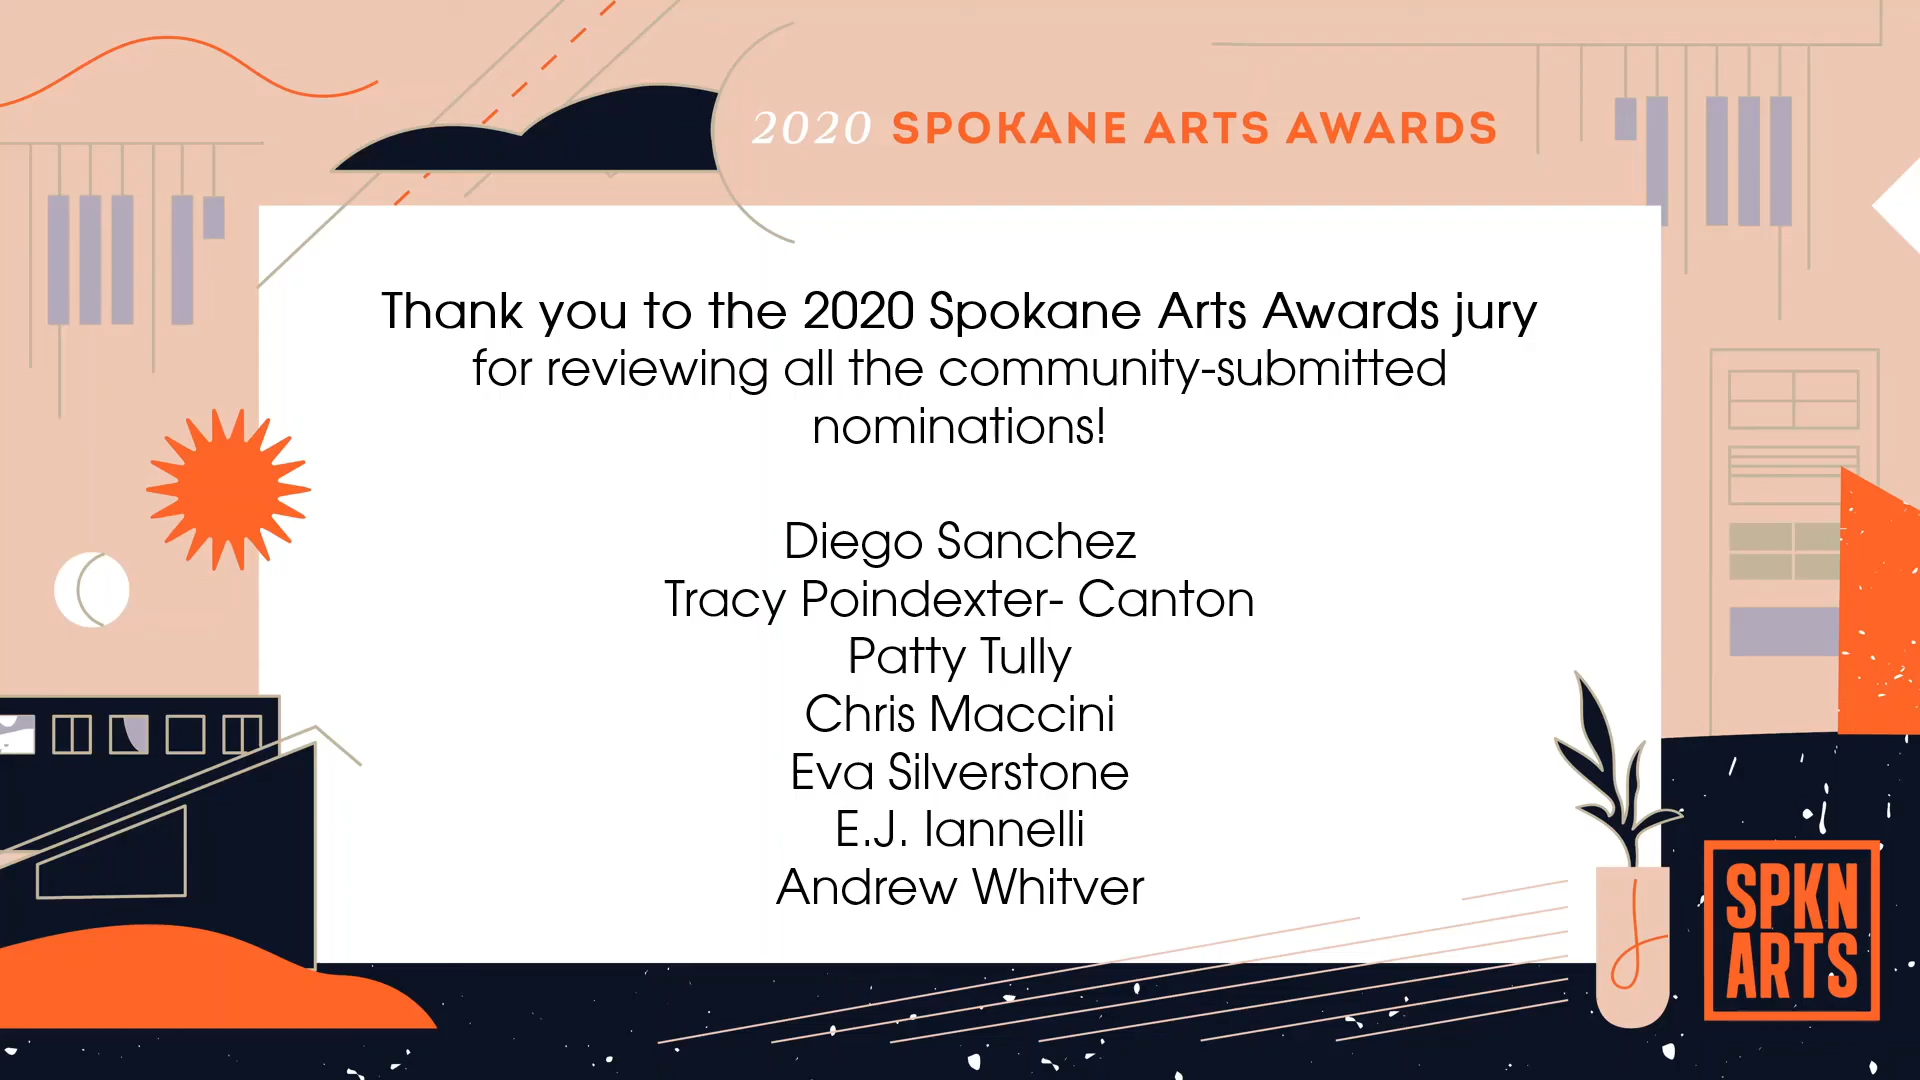 2020 SPOKANE ARTS AWARDS
Thank you to the 2020 Spokane Arts Awards jury
for reviewing all the community-submitted
nominations!
Diego Sanchez
Tracy Poindexter- Canton
Patty Tully
Chris Maccini
Eva Silverstone
E.J. Iannelli
Andrew Whitver
SPKN
ARTS